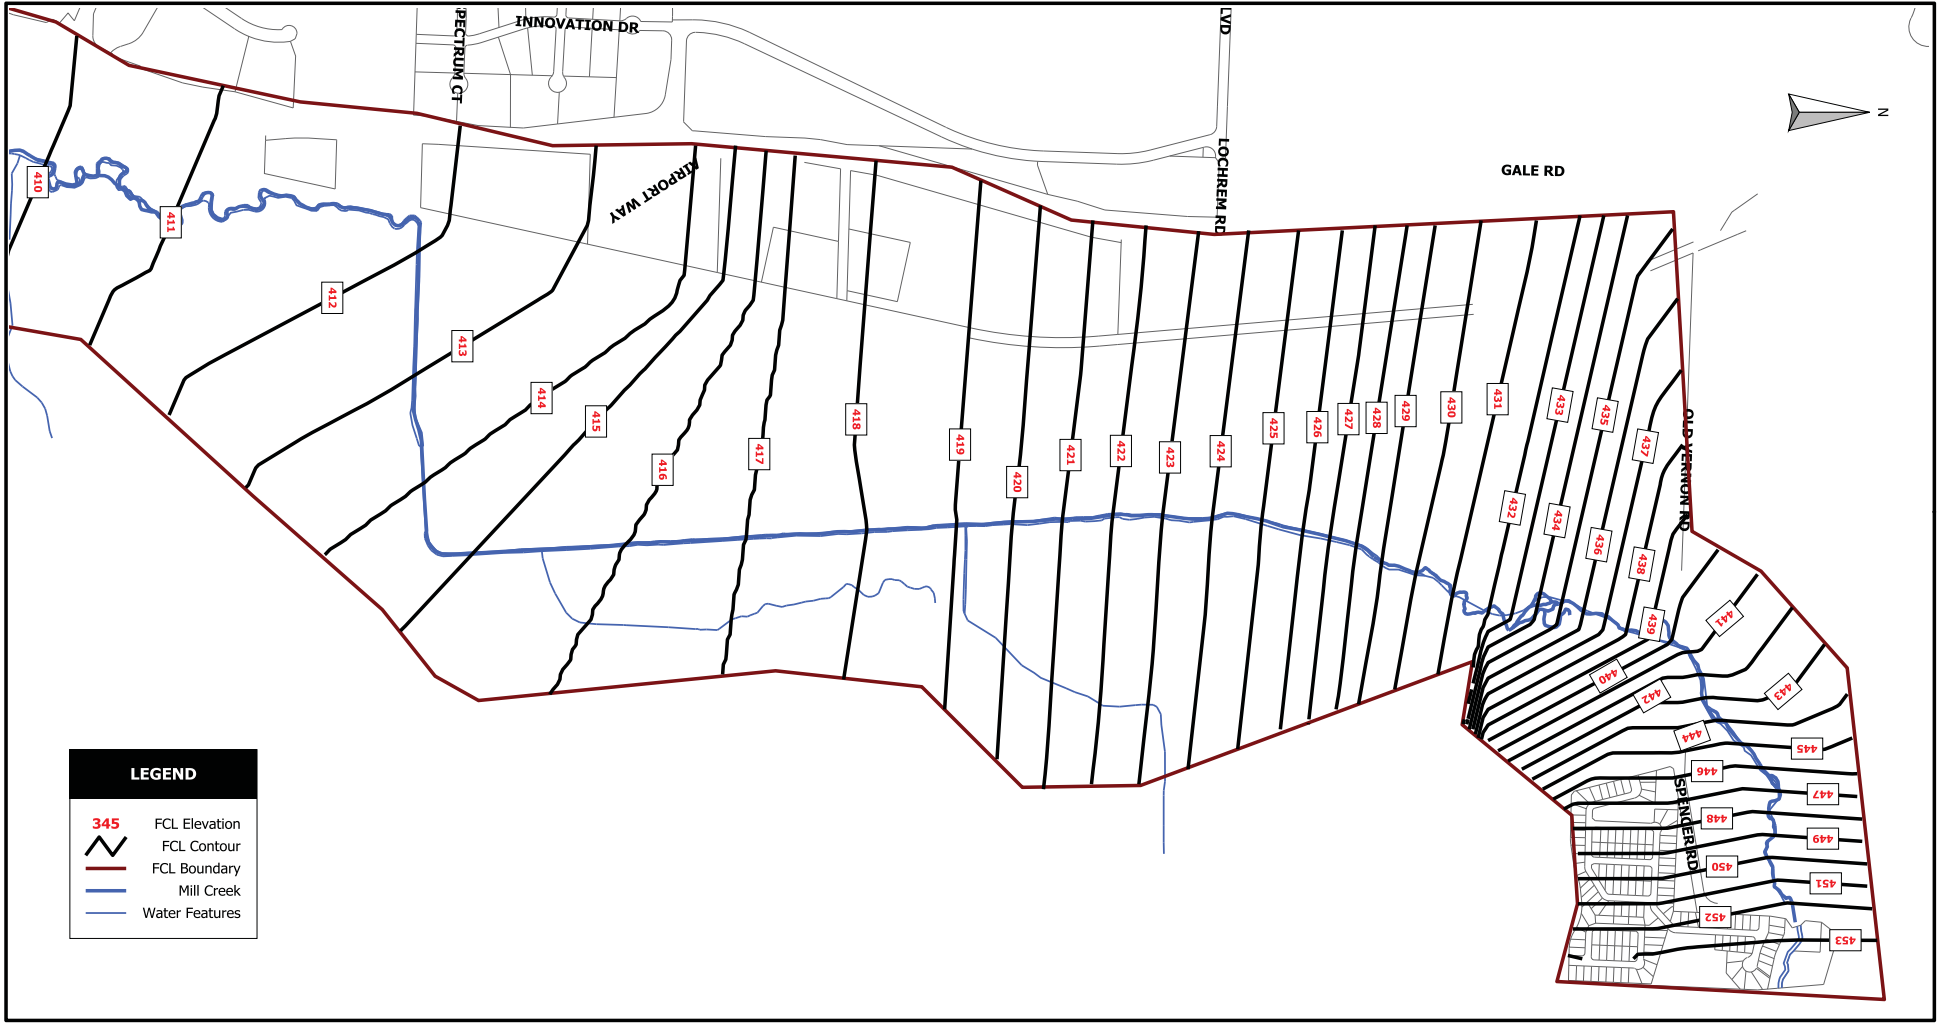 INNOVATION DR
PECTRUM CT
LVD
N
LOCHREM RD
GALE RD
AIRPORT WAY
410
411
412
413
414
415
416
417
418
419
420
421
422
423
424
425
426
427
428
429
430
431
432
433
434
435
436
437
438
439
OLD VERNON RD
440
441
442
443
444
445
446
447
448
449
450
451
452
453
SPENCER RD
LEGEND
345 FCL Elevation
FCL Contour
FCL Boundary
Mill Creek
Water Features